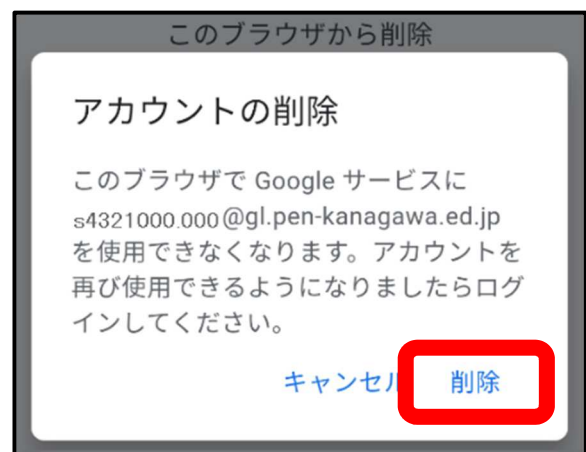 このブラウザから削除
アカウントの削除
このブラウザで Google サービスに
s4321000.000@gl.pen-kanagawa.ed.jp
を使用できなくなります。アカウントを
再び使用できるようになりましたらログ
インしてください。
キャンセル 削除